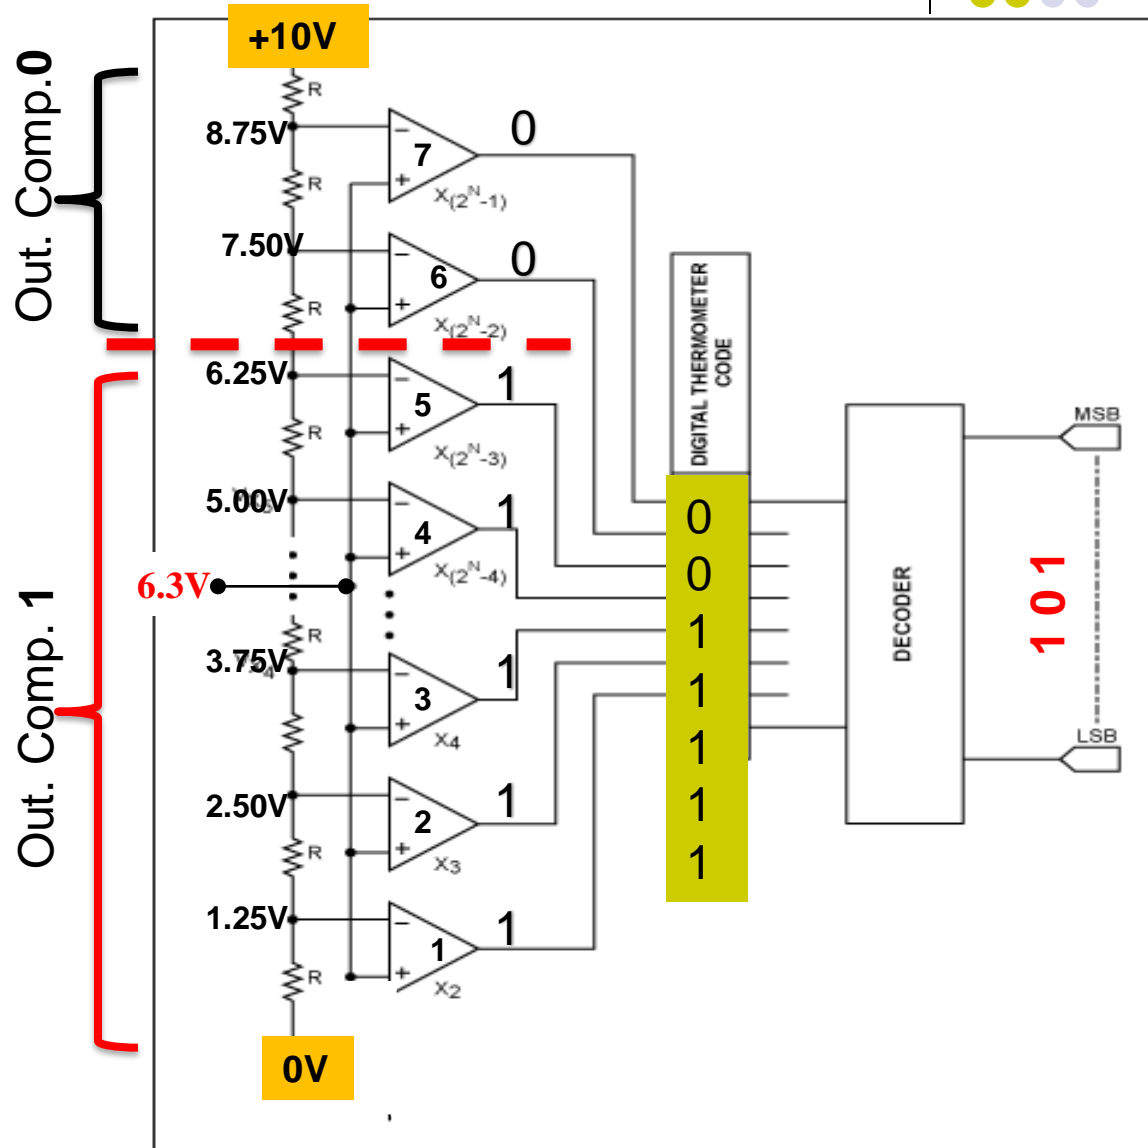 +10V
Out. Comp.0
R
8.75V
7
0
X(2^N-1)
R
7.50V
6
0
X(2^N-2)
R
6.25V
5
1
X(2^N-3)
R
5.00V
4
1
X(2^N-4)
6.3V
R
3.75V
3
1
X4
2.50V
2
1
X3
R
1.25V
1
1
X2
R
0V
Out. Comp. 1
DIGITAL THERMOMETER
CODE
0
0
1
1
1
1
1
DECODER
MSB
1 0 1
LSB